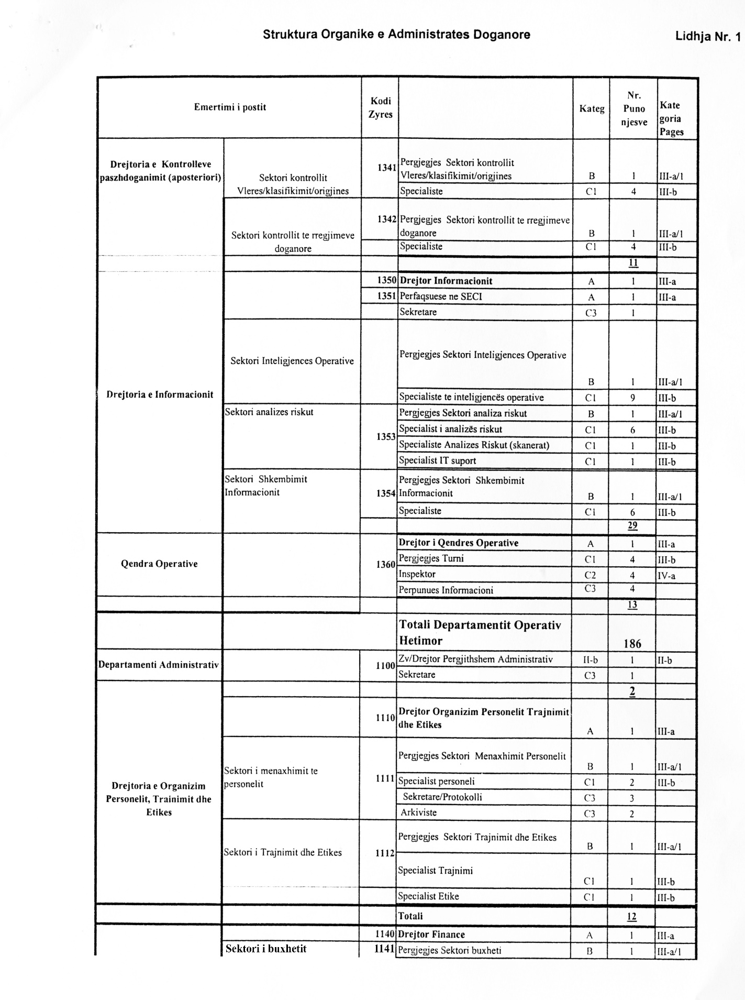 Struktura Organike e Administrates Doganore
Lidhja Nr. 1
Emertimi i postit
Kodi
Zyres
Kateg
Nr.
Puno
njesve
Kate
goria
Pages
Drejtoria e Kontrolleve
paszhdoganimit (aposteriori)
Sektori kontrollit
Vleres/klasifikimit/origjines
1341
Pergjegjes Sektori kontrollit
Vleres/klasifikimit/origjines B 1 III-a/1
Specialiste C1 4 III-b
Sektori kontrollit te rregjimeve
doganore
1342 Pergjegjes Sektori kontrollit te rregjimeve
doganore B 1 III-a/1
Specialiste C1 4 III-b
11
1350 Drejtor Informacionit A 1 III-a
1351 Perfaqsuese ne SECI A 1 III-a
Sekretare C3 1
Drejtoria e Informacionit
Sektori Inteligjences Operative
Pergjegjes Sektori Inteligjences Operative
B 1 III-a/1
Specialiste te inteligjencës operative C1 9 III-b
Sektori analizes riskut
1353
Pergjegjes Sektori analiza riskut B 1 III-a/1
Specialist i analizës riskut C1 6 III-b
Specialiste Analizes Riskut (skanerat) C1 1 III-b
Specialist IT suport C1 1 III-b
Sektori Shkembimit
Informacionit
1354
Pergjegjes Sektori Shkembimit
Informacionit B 1 III-a/1
Specialiste C1 6 III-b
29
Qendra Operative
1360
Drejtor i Qendres Operative A 1 III-a
Pergjegjes Turni C1 4 III-b
Inspektor C2 4 IV-a
Perpunues Informacioni C3 4
13
Totali Departamentit Operativ
Hetimor 186
Departamenti Administrativ
1100
Zv/Drejtor Pergjithshem Administrativ II-b 1 II-b
Sekretare C3 1
2
Drejtoria e Organizim
Personelit, Trainimit dhe
Etikes
1110
Drejtor Organizim Personelit Trajnimit
dhe Etikes A 1 III-a
Sektori i menaxhimit te
personelit
1111
Pergjegjes Sektori Menaxhimit Personelit
B 1 III-a/1
Specialist personeli C1 2 III-b
Sekretare/Protokolli C3 3
Arkiviste C3 2
Sektori i Trajnimit dhe Etikes
1112
Pergjegjes Sektori Trajnimit dhe Etikes
B 1 III-a/1
Specialist Trajnimi
C1 1 III-b
Specialist Etike C1 1 III-b
Totali 12
1140 Drejtor Finance A 1 III-a
Sektori i buxhetit 1141 Pergjegjes Sektori buxheti B 1 III-a/1